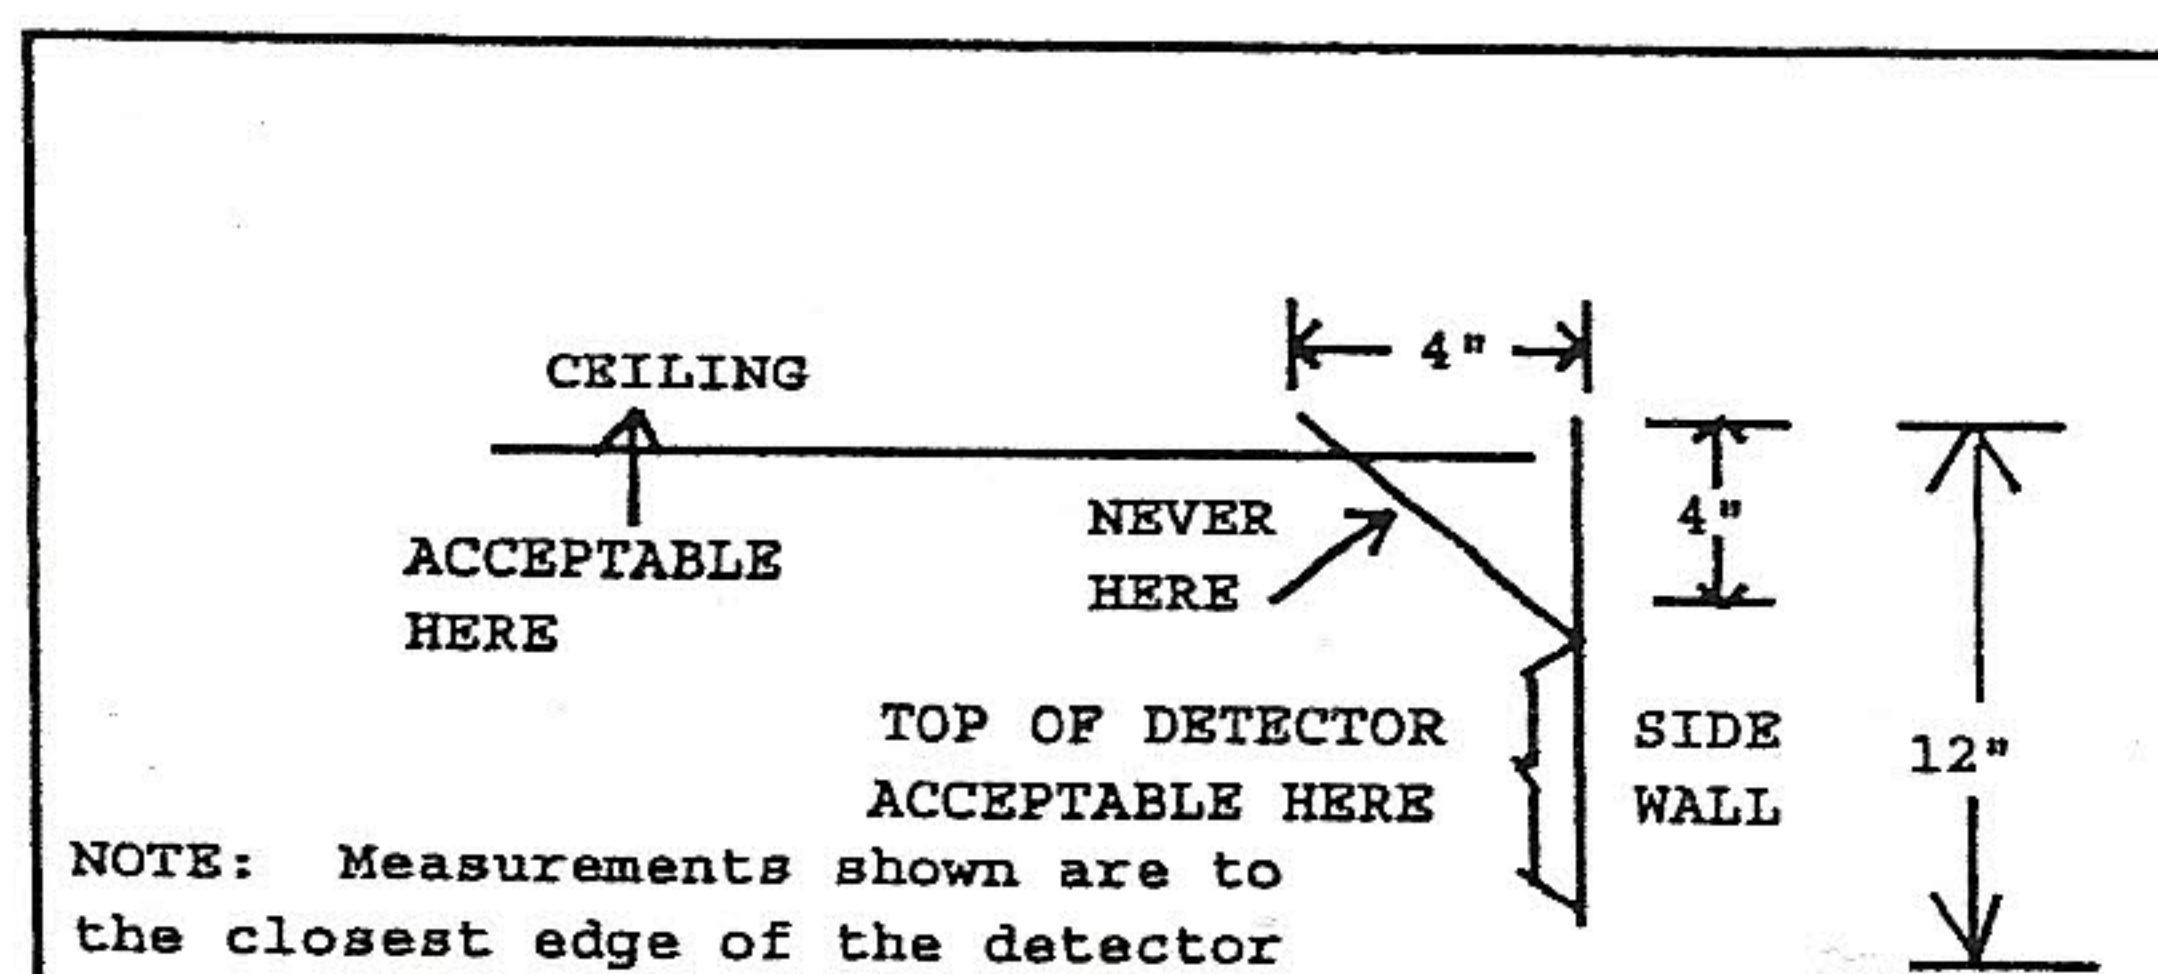 4"
CEILING
4"
NEVER
HERE
ACCEPTABLE
HERE
TOP OF DETECTOR
ACCEPTABLE HERE
SIDE
WALL
12"
NOTE: Measurements shown are to
the closest edge of the detector